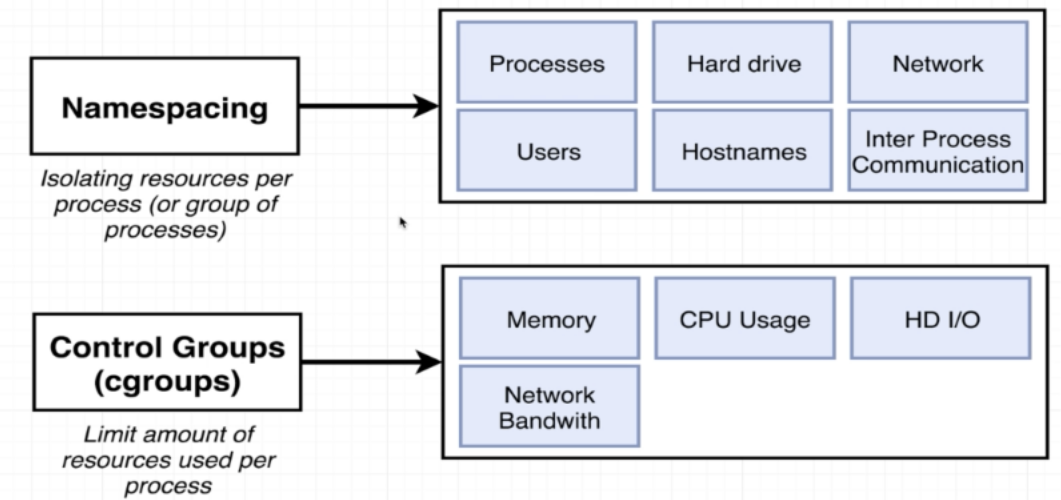 Namespacing
Isolating resources per
process (or group of
processes)
Processes
Hard drive
Network
Users
Hostnames
Inter Process
Communication
Control Groups
(cgroups)
Limit amount of
resources used per
process
Memory
CPU Usage
HD I/O
Network
Bandwith